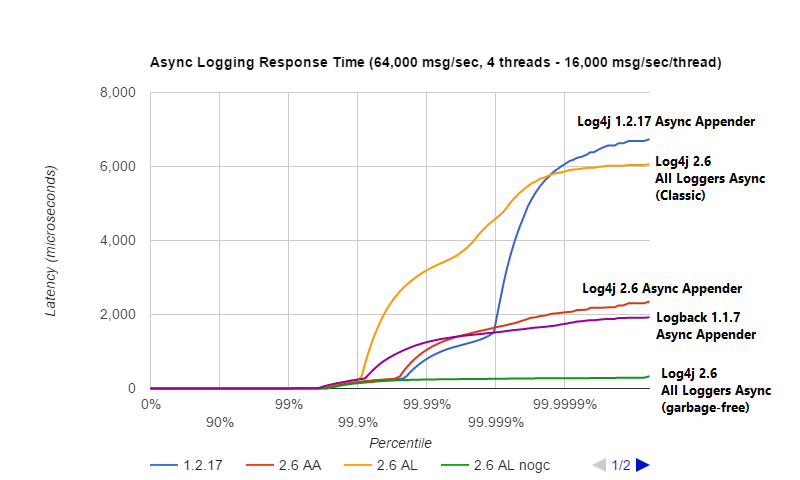 Async Logging Response Time (64,000 msg/sec, 4 threads - 16,000 msg/sec/thread)
8,000
6,000
4,000
2,000
0
Latency (microseconds)
Log4j 1.2.17 Async Appender
Log4j 2.6
All Loggers Async
(Classic)
Log4j 2.6 Async Appender
Logback 1.1.7
Async Appender
Log4j 2.6
All Loggers Async
(garbage-free)
0% 99% 99.99% 99.9999%
90% 99.9% 99.999%
Percentile
1.2.17 2.6 AA 2.6 AL 2.6 AL nogc 1/2